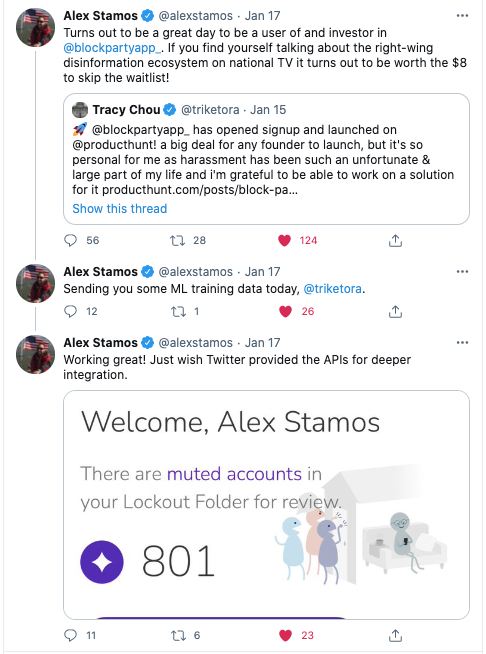 Alex Stamos @alexstamos · Jan 17
Turns out to be a great day to be a user of and investor in
@blockpartyapp_. If you find yourself talking about the right-wing
disinformation ecosystem on national TV it turns out to be worth the $8
to skip the waitlist!
Tracy Chou @triketora · Jan 15
🚀 @blockpartyapp_ has opened signup and launched on
@producthunt! a big deal for any founder to launch, but it's so
personal for me as harassment has been such an unfortunate &
large part of my life and i'm grateful to be able to work on a solution
for it producthunt.com/posts/block-pa...
Show this thread
56 28 124
Alex Stamos @alexstamos · Jan 17
Sending you some ML training data today, @triketora.
12 1 26
Alex Stamos @alexstamos · Jan 17
Working great! Just wish Twitter provided the APIs for deeper
integration.
Welcome, Alex Stamos
There are muted accounts in
your Lockout Folder for review.
801
11 6 23